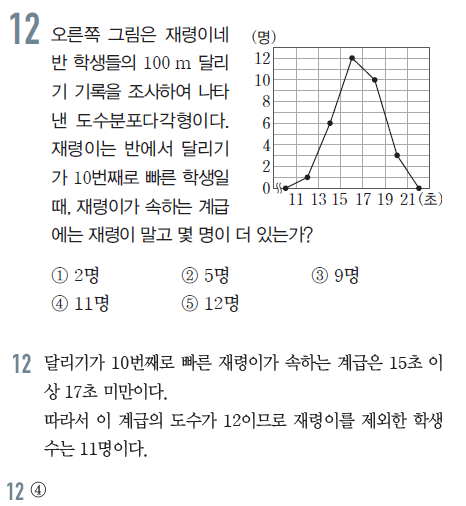 12 오른쪽 그림은 재령이네
반 학생들의 100 m 달리
기 기록을 조사하여 나타
낸 도수분포다각형이다.
재령이는 반에서 달리기
가 10번째로 빠른 학생일
때, 재령이가 속하는 계급
에는 재령이 말고 몇 명이 더 있는가?
(명)
12
10
8
6
4
2
0
11 13 15 17 19 21(초)
① 2명 ② 5명 ③ 9명
④ 11명 ⑤ 12명
12 달리기가 10번째로 빠른 재령이가 속하는 계급은 15초 이
상 17초 미만이다.
따라서 이 계급의 도수가 12이므로 재령이를 제외한 학생
수는 11명이다.
12 ④